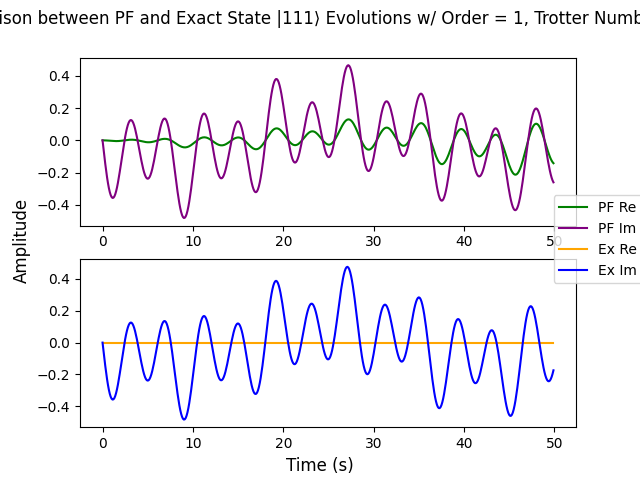 ison between PF and Exact State |111⟩ Evolutions w/ Order = 1, Trotter Numb
0.4
0.2
0.0
−0.2
−0.4
0 10 20 30 40 50
PF Re
PF Im
Ex Re
Ex Im
Amplitude
0.4
0.2
0.0
−0.2
−0.4
0 10 20 30 40 50
Time (s)